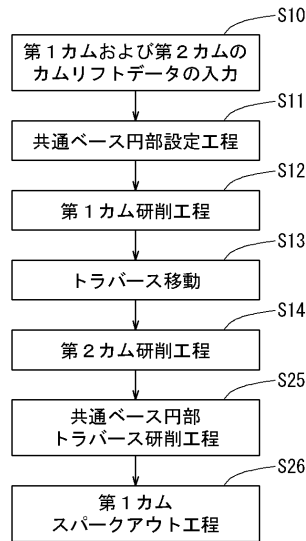 S10
第１カムおよび第２カムの
カムリフトデータの入力
S11
共通ベース円部設定工程
S12
第１カム研削工程
S13
トラバース移動
S14
第２カム研削工程
S25
共通ベース円部
トラバース研削工程
S26
第１カム
スパークアウト工程